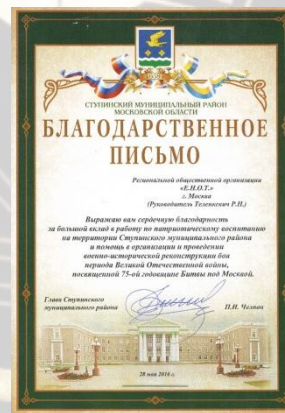 СТУПИНСКИЙ МУНИЦИПАЛЬНЫЙ РАЙОН
МОСКОВСКОЙ ОБЛАСТИ
БЛАГОДАРСТВЕННОЕ
ПИСЬМО
Региональной общественной организации
«Е.Н.О.Т.»
г. Москва
(Руководитель Теленкевич Р.Н.)
Выражаю вам сердечную благодарность
за большой вклад в работу по патриотическому воспитанию
на территории Ступинского муниципального района
и помощь в организации и проведении
военно-исторической реконструкции боя
периода Великой Отечественной войны,
посвященной 75-ой годовщине Битвы под Москвой.
Глава Ступинского
муниципального района
П.И. Челпан
28 мая 2016 г.